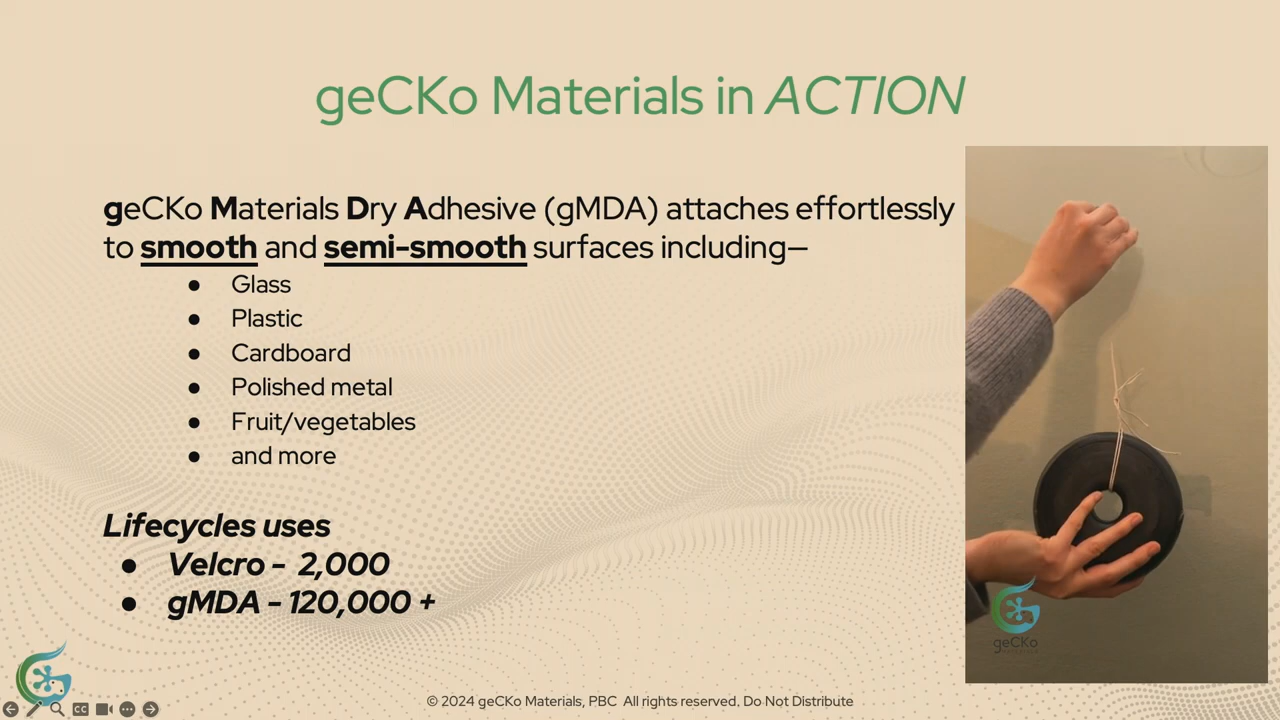 geCKo Materials in ACTION
geCKo Materials Dry Adhesive (gMDA) attaches effortlessly
to smooth and semi-smooth surfaces including—
● Glass
● Plastic
● Cardboard
● Polished metal
● Fruit/vegetables
● and more
Lifecycles uses
● Velcro - 2,000
● gMDA - 120,000 +
geCKo
CC
© 2024 geCKo Materials, PBC All rights reserved. Do Not Distribute